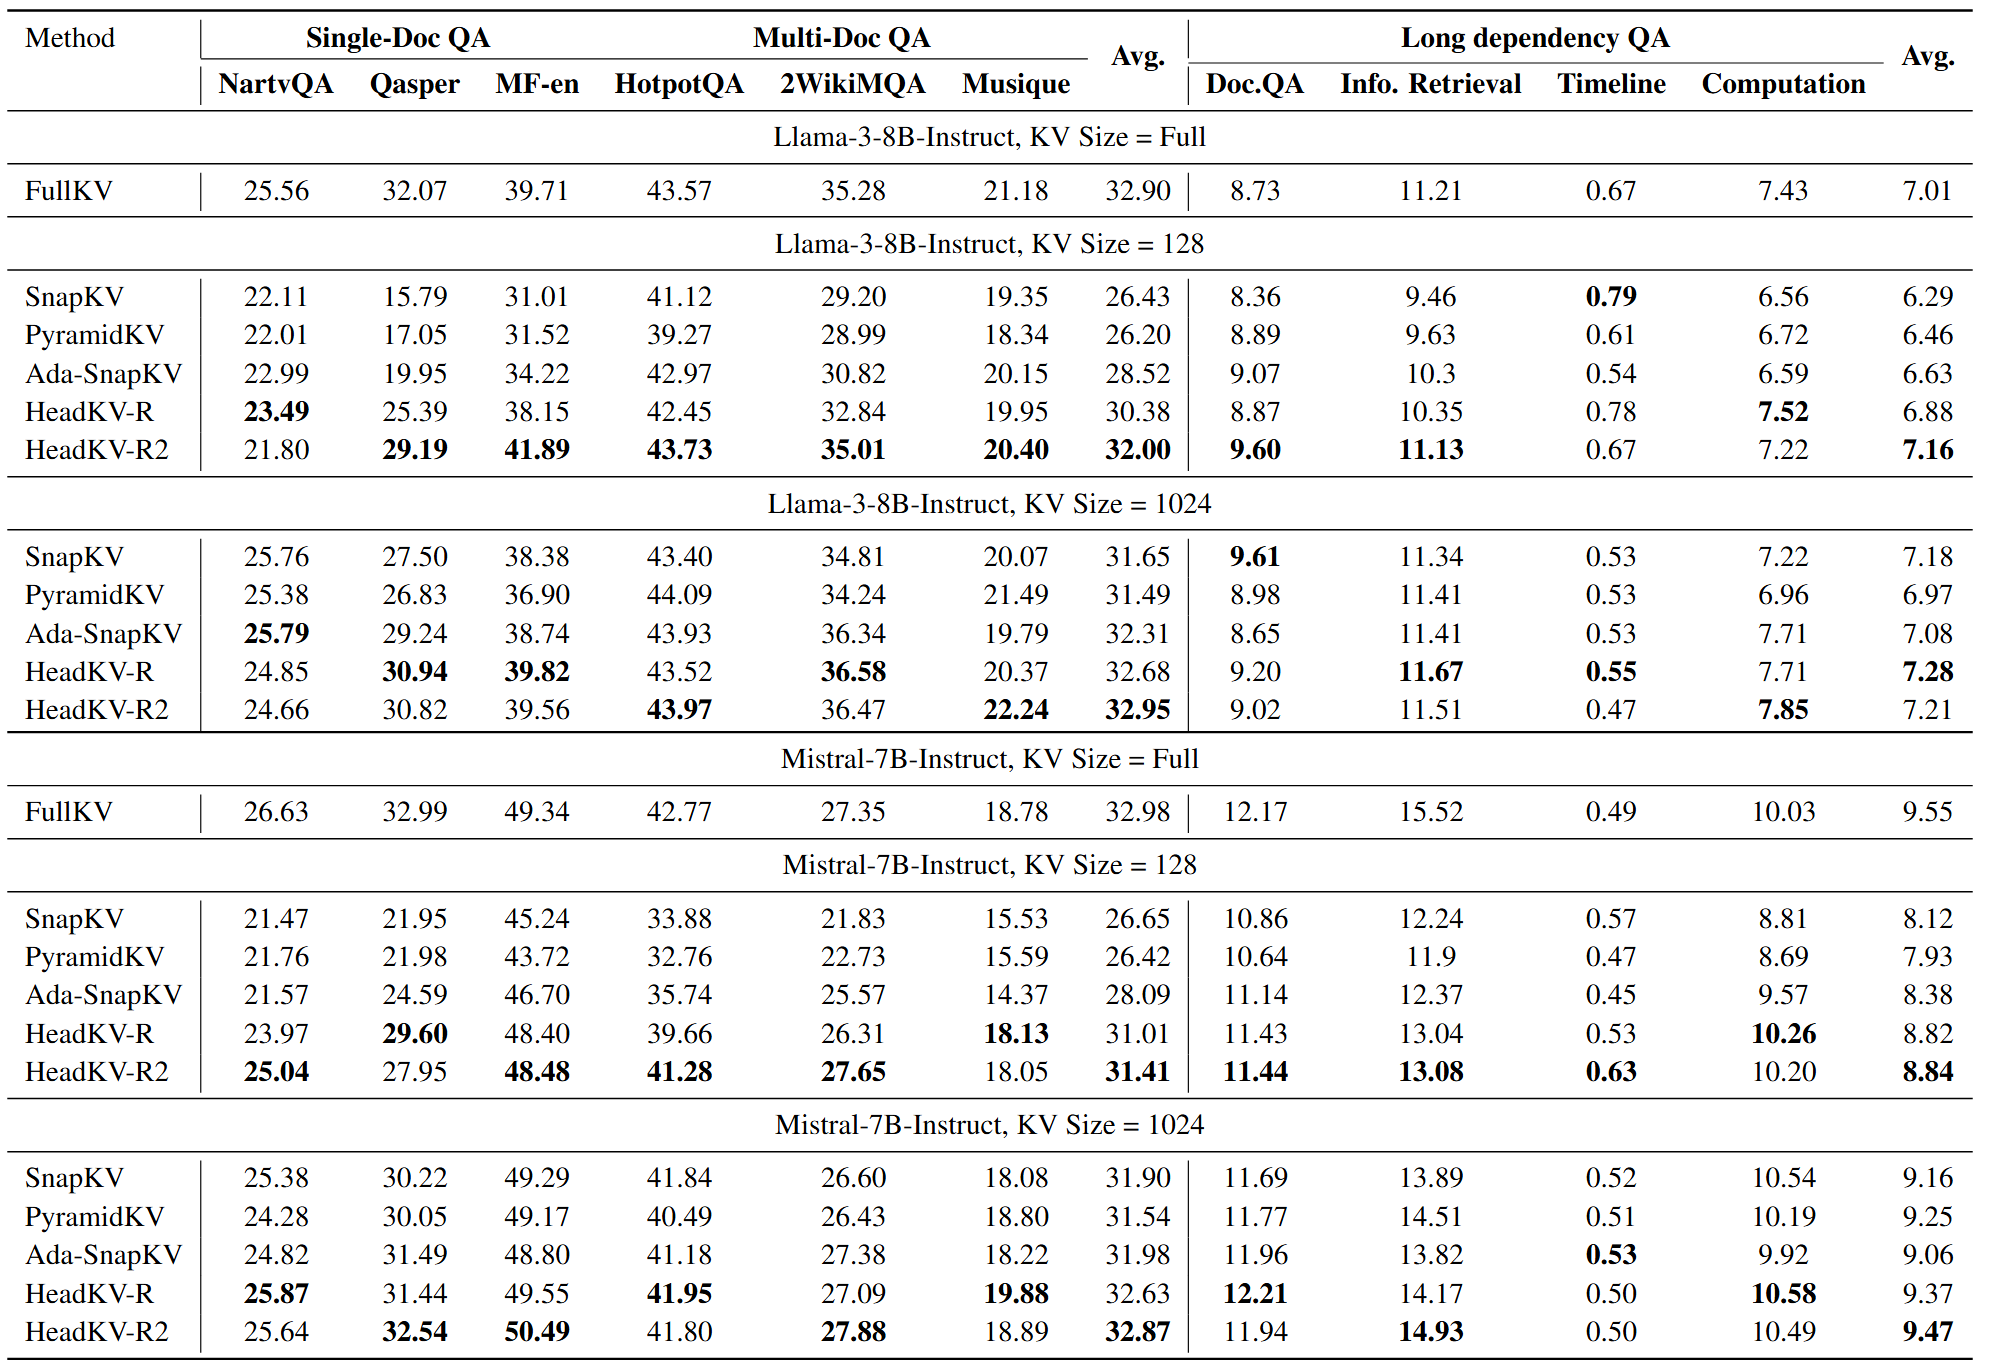 Method Single-Doc QA Multi-Doc QA Avg. Long dependency QA Avg.
NartvQA Qasper MF-en HotpotQA 2WikiMQA Musique Doc.QA Info. Retrieval Timeline Computation
Llama-3-8B-Instruct, KV Size = Full
FullKV 25.56 32.07 39.71 43.57 35.28 21.18 32.90 8.73 11.21 0.67 7.43 7.01
Llama-3-8B-Instruct, KV Size = 128
SnapKV 22.11 15.79 31.01 41.12 29.20 19.35 26.43 8.36 9.46 0.79 6.56 6.29
PyramidKV 22.01 17.05 31.52 39.27 28.99 18.34 26.20 8.89 9.63 0.61 6.72 6.46
Ada-SnapKV 22.99 19.95 34.22 42.97 30.82 20.15 28.52 9.07 10.3 0.54 6.59 6.63
HeadKV-R 23.49 25.39 38.15 42.45 32.84 19.95 30.38 8.87 10.35 0.78 7.52 6.88
HeadKV-R2 21.80 29.19 41.89 43.73 35.01 20.40 32.00 9.60 11.13 0.67 7.22 7.16
Llama-3-8B-Instruct, KV Size = 1024
SnapKV 25.76 27.50 38.38 43.40 34.81 20.07 31.65 9.61 11.34 0.53 7.22 7.18
PyramidKV 25.38 26.83 36.90 44.09 34.24 21.49 31.49 8.98 11.41 0.53 6.96 6.97
Ada-SnapKV 25.79 29.24 38.74 43.93 36.34 19.79 32.31 8.65 11.41 0.53 7.71 7.08
HeadKV-R 24.85 30.94 39.82 43.52 36.58 20.37 32.68 9.20 11.67 0.55 7.71 7.28
HeadKV-R2 24.66 30.82 39.56 43.97 36.47 22.24 32.95 9.02 11.51 0.47 7.85 7.21
Mistral-7B-Instruct, KV Size = Full
FullKV 26.63 32.99 49.34 42.77 27.35 18.78 32.98 12.17 15.52 0.49 10.03 9.55
Mistral-7B-Instruct, KV Size = 128
SnapKV 21.47 21.95 45.24 33.88 21.83 15.53 26.65 10.86 12.24 0.57 8.81 8.12
PyramidKV 21.76 21.98 43.72 32.76 22.73 15.59 26.42 10.64 11.9 0.47 8.69 7.93
Ada-SnapKV 21.57 24.59 46.70 35.74 25.57 14.37 28.09 11.14 12.37 0.45 9.57 8.38
HeadKV-R 23.97 29.60 48.40 39.66 26.31 18.13 31.01 11.43 13.04 0.53 10.26 8.82
HeadKV-R2 25.04 27.95 48.48 41.28 27.65 18.05 31.41 11.44 13.08 0.63 10.20 8.84
Mistral-7B-Instruct, KV Size = 1024
SnapKV 25.38 30.22 49.29 41.84 26.60 18.08 31.90 11.69 13.89 0.52 10.54 9.16
PyramidKV 24.28 30.05 49.17 40.49 26.43 18.80 31.54 11.77 14.51 0.51 10.19 9.25
Ada-SnapKV 24.82 31.49 48.80 41.18 27.38 18.22 31.98 11.96 13.82 0.53 9.92 9.06
HeadKV-R 25.87 31.44 49.55 41.95 27.09 19.88 32.63 12.21 14.17 0.50 10.58 9.37
HeadKV-R2 25.64 32.54 50.49 41.80 27.88 18.89 32.87 11.94 14.93 0.50 10.49 9.47